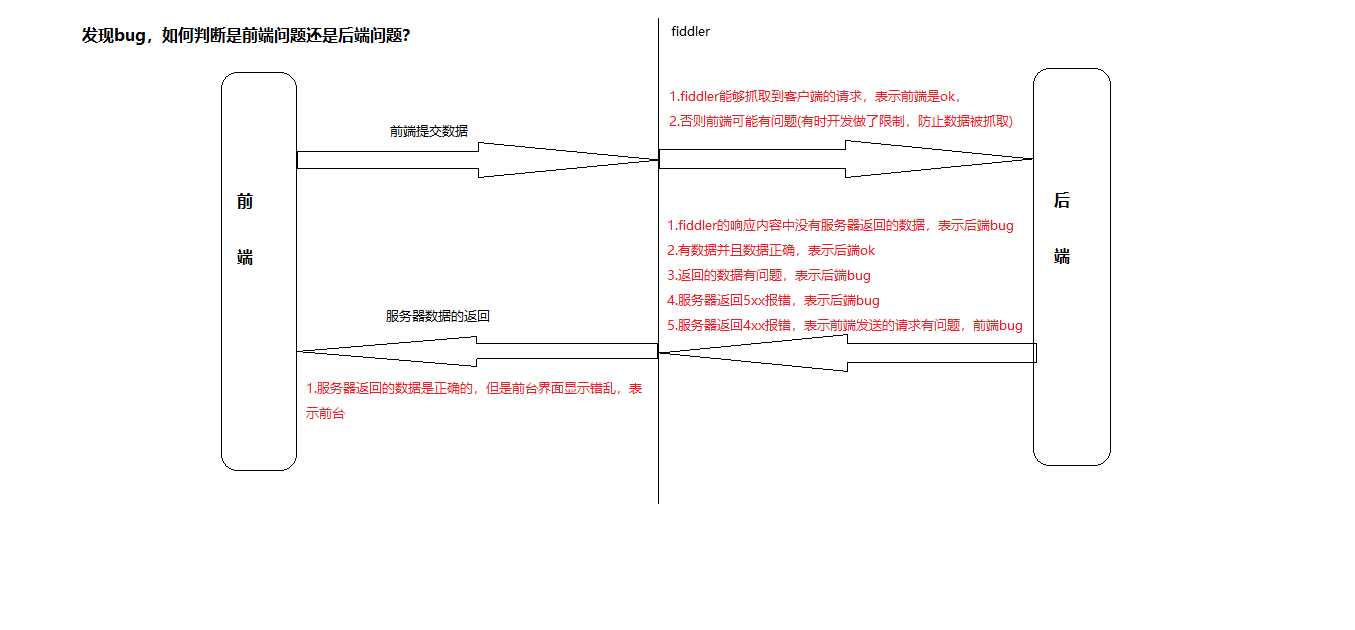 发现bug，如何判断是前端问题还是后端问题？
fiddler
1.fiddler能够抓取到客户端的请求，表示前端是ok，
2.否则前端可能有问题(有时开发做了限制，防止数据被抓取)
前端提交数据
前
端
后
端
1.fiddler的响应内容中没有服务器返回的数据，表示后端bug
2.有数据并且数据正确，表示后端ok
3.返回的数据有问题，表示后端bug
4.服务器返回5xx报错，表示后端bug
5.服务器返回4xx报错，表示前端发送的请求有问题，前端bug
服务器数据的返回
1.服务器返回的数据是正确的，但是前台界面显示错乱，表
示前台